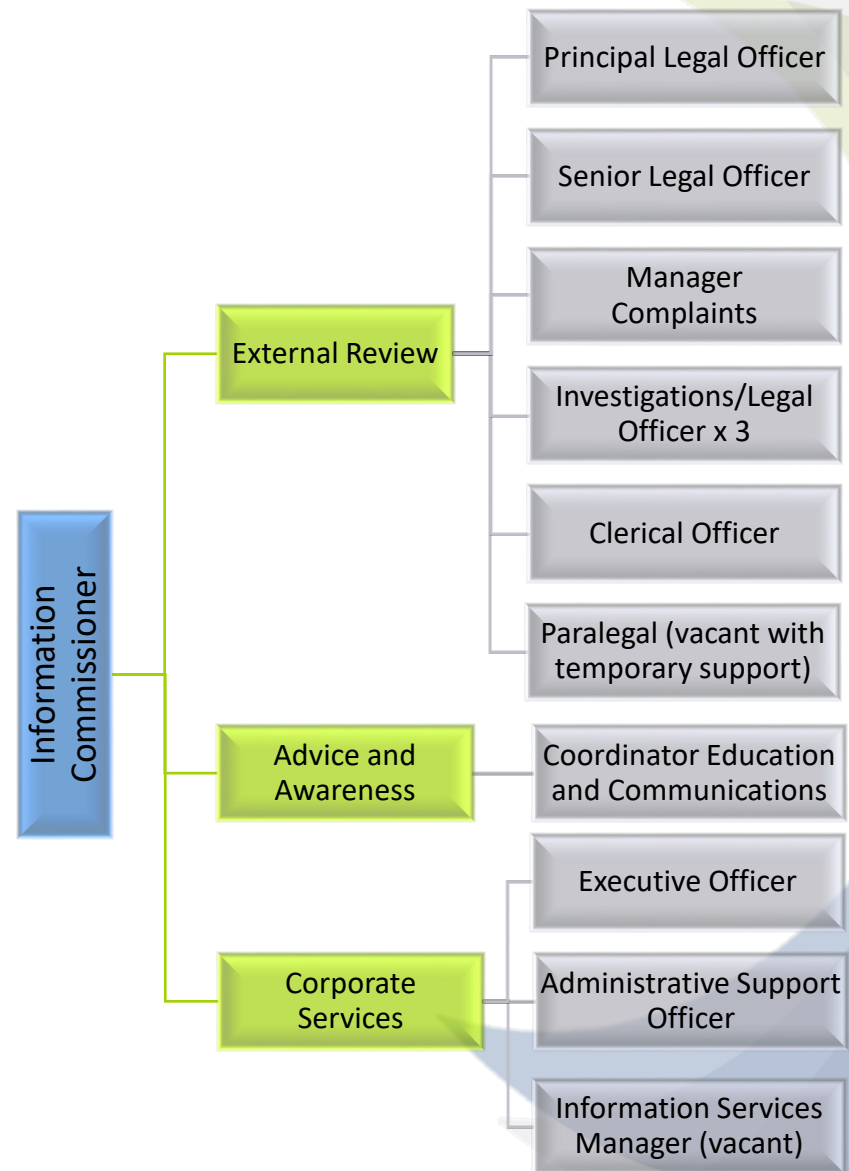 Information
Commissioner
External Review
Principal Legal Officer
Senior Legal Officer
Manager
Complaints
Investigations/Legal
Officer x 3
Clerical Officer
Paralegal (vacant with
temporary support)
Advice and
Awareness
Coordinator Education
and Communications
Corporate
Services
Executive Officer
Administrative Support
Officer
Information Services
Manager (vacant)